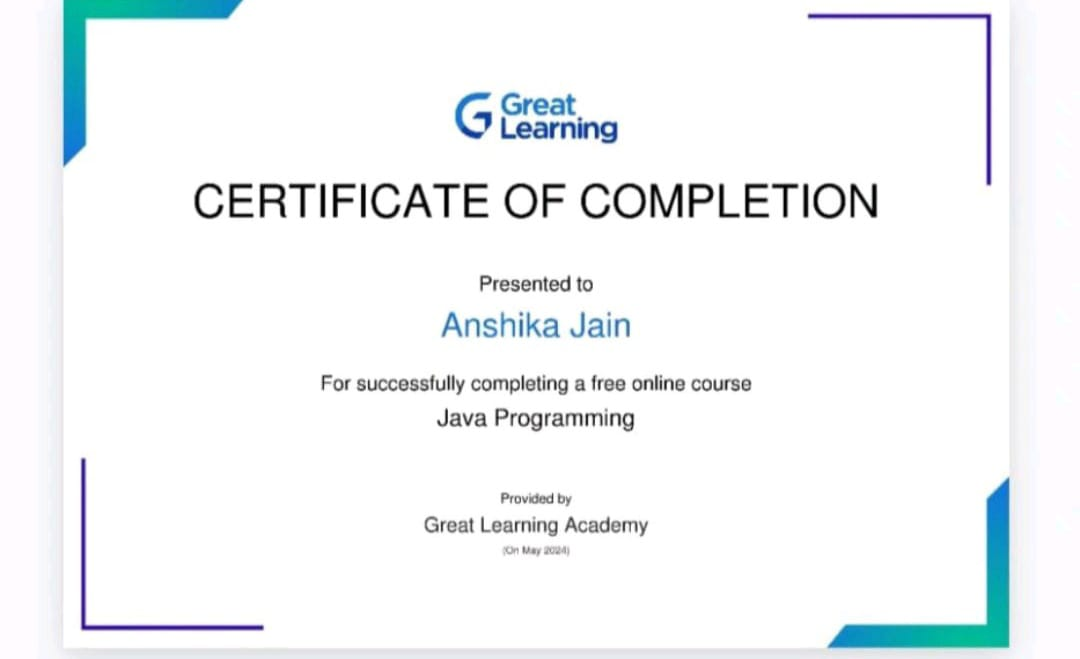 Great
Learning
CERTIFICATE OF COMPLETION
Presented to
Anshika Jain
For successfully completing a free online course
Java Programming
Provided by
Great Learning Academy
(On May 2024)